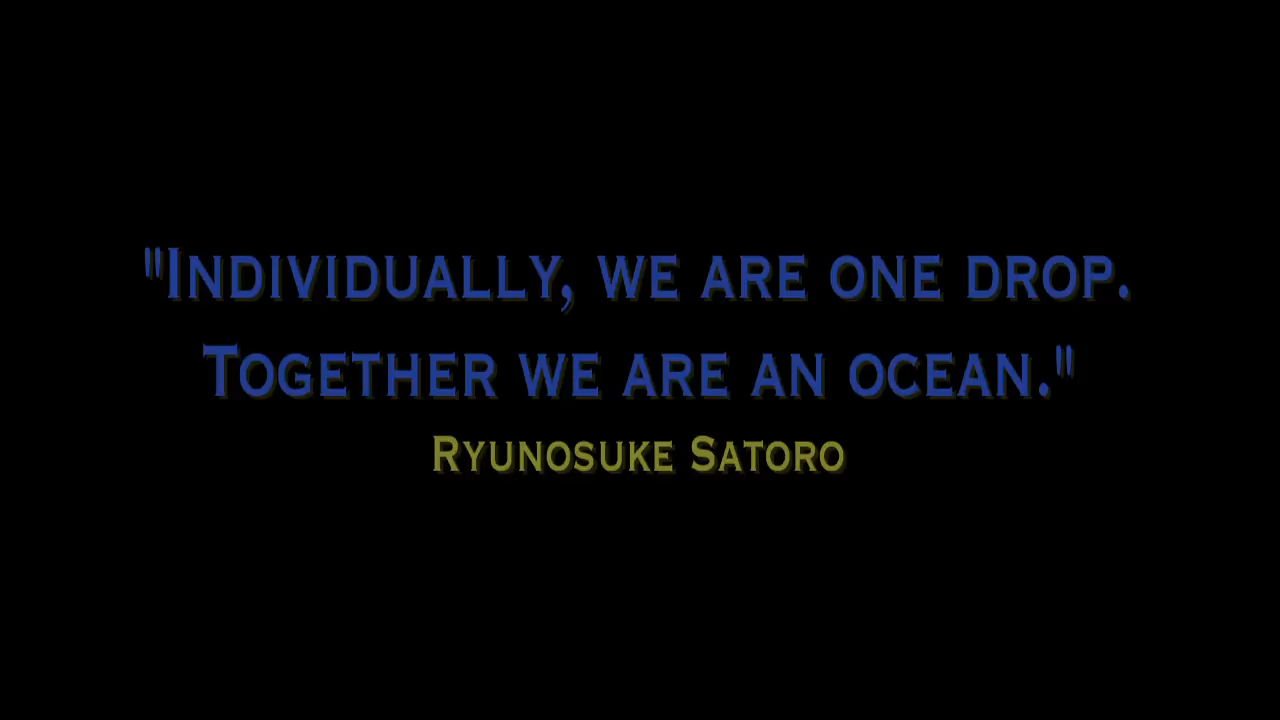 "Individually, we are one drop.
Together we are an ocean."
Ryunosuke Satoro